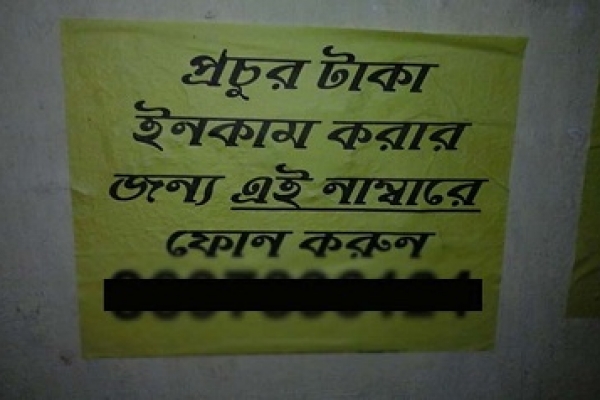 প্রচুর টাকা
ইনকাম করার
জন্য এই নাম্বারে
ফোন করুন